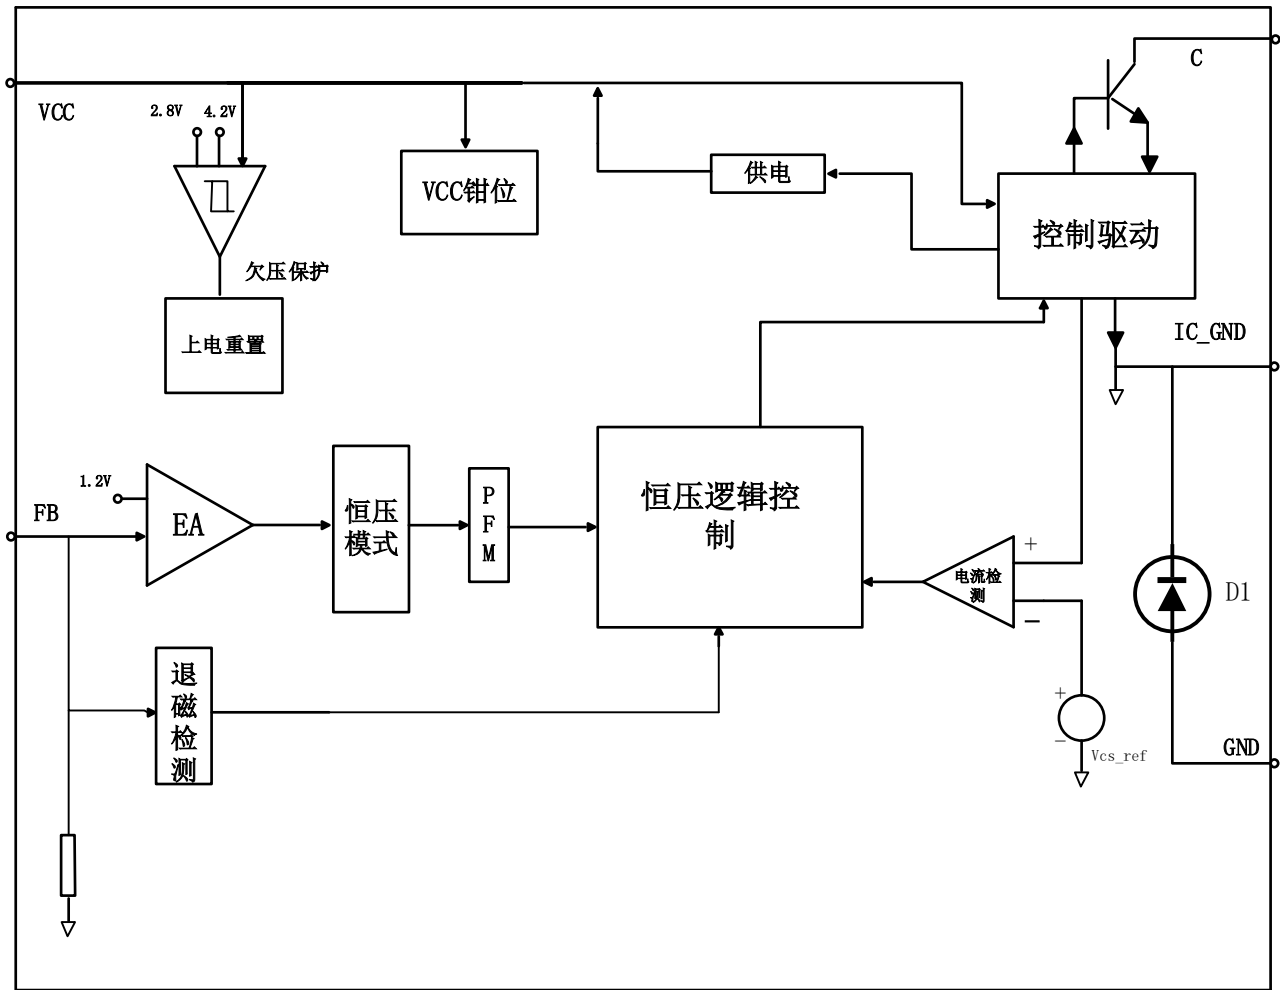 C
VCC
2.8V
4.2V
VCC钳位
供电
控制驱动
欠压保护
上电重置
IC_GND
1.2V
FB
EA
恒压
模式
P
F
M
恒压逻辑控
制
+
电流检
测
−
D1
退
磁
检
测
+
−
Vcs_ref
GND